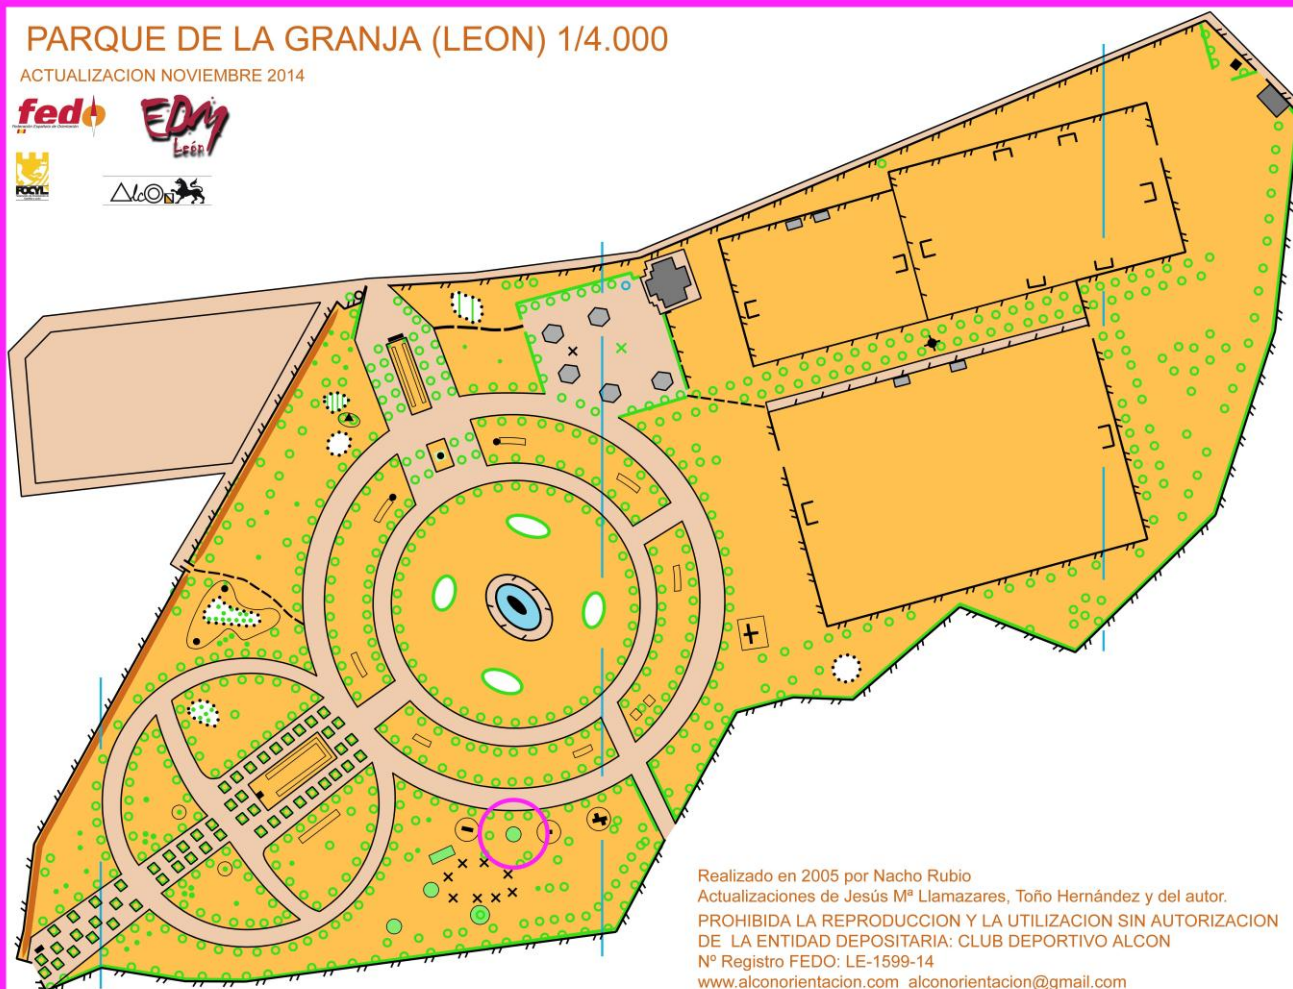 PARQUE DE LA GRANJA (LEON) 1/4.000
ACTUALIZACION NOVIEMBRE 2014
fedo
EDM
León
FOCYL
AlcON
Realizado en 2005 por Nacho Rubio
Actualizaciones de Jesús Mª Llamazares, Toño Hernández y del autor.
PROHIBIDA LA REPRODUCCION Y LA UTILIZACION SIN AUTORIZACION
DE LA ENTIDAD DEPOSITARIA: CLUB DEPORTIVO ALCON
Nº Registro FEDO: LE-1599-14
www.alconorientacion.com alconorientacion@gmail.com